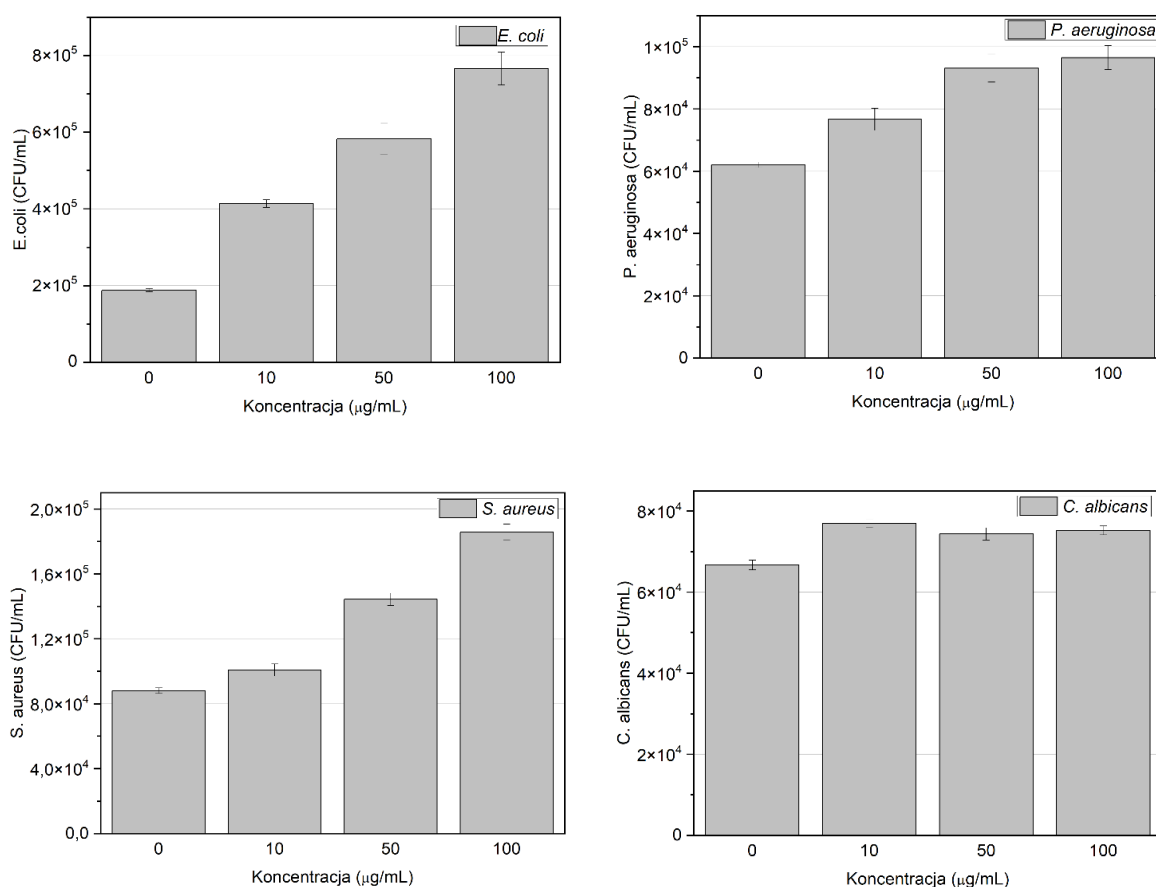 E. coli
8×10⁵
6×10⁵
4×10⁵
2×10⁵
0
E.coli (CFU/mL)
0 10 50 100
Koncentracja (μg/mL)
P. aeruginosa
1×10⁵
8×10⁴
6×10⁴
4×10⁴
2×10⁴
0
P. aeruginosa (CFU/mL)
0 10 50 100
Koncentracja (μg/mL)
S. aureus
2,0×10⁵
1,6×10⁵
1,2×10⁵
8,0×10⁴
4,0×10⁴
0,0
S. aureus (CFU/mL)
0 10 50 100
Koncentracja (μg/mL)
C. albicans
8×10⁴
6×10⁴
4×10⁴
2×10⁴
0
C. albicans (CFU/mL)
0 10 50 100
Koncentracja (μg/mL)